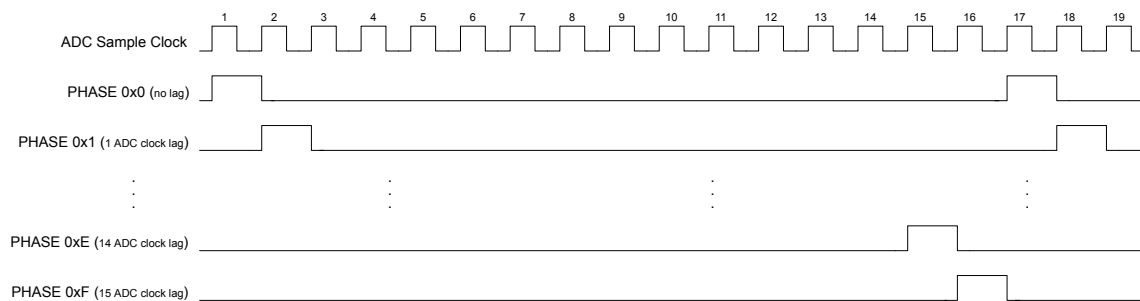 1 2 3 4 5 6 7 8 9 10 11 12 13 14 15 16 17 18 19
ADC Sample Clock
PHASE 0x0 (no lag)
PHASE 0x1 (1 ADC clock lag)
PHASE 0xE (14 ADC clock lag)
PHASE 0xF (15 ADC clock lag)